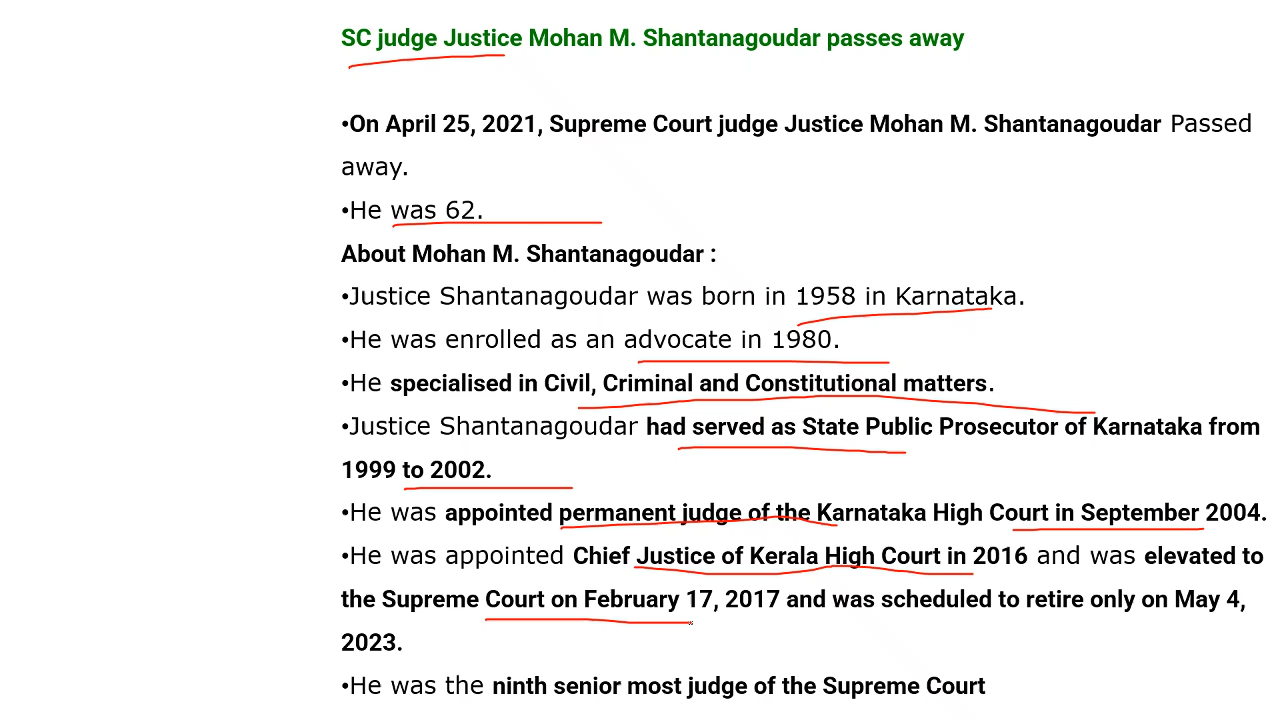 SC judge Justice Mohan M. Shantanagoudar passes away
•On April 25, 2021, Supreme Court judge Justice Mohan M. Shantanagoudar Passed
away.
•He was 62.
About Mohan M. Shantanagoudar :
•Justice Shantanagoudar was born in 1958 in Karnataka.
•He was enrolled as an advocate in 1980.
•He specialised in Civil, Criminal and Constitutional matters.
•Justice Shantanagoudar had served as State Public Prosecutor of Karnataka from
1999 to 2002.
•He was appointed permanent judge of the Karnataka High Court in September 2004.
•He was appointed Chief Justice of Kerala High Court in 2016 and was elevated to
the Supreme Court on February 17, 2017 and was scheduled to retire only on May 4,
2023.
•He was the ninth senior most judge of the Supreme Court